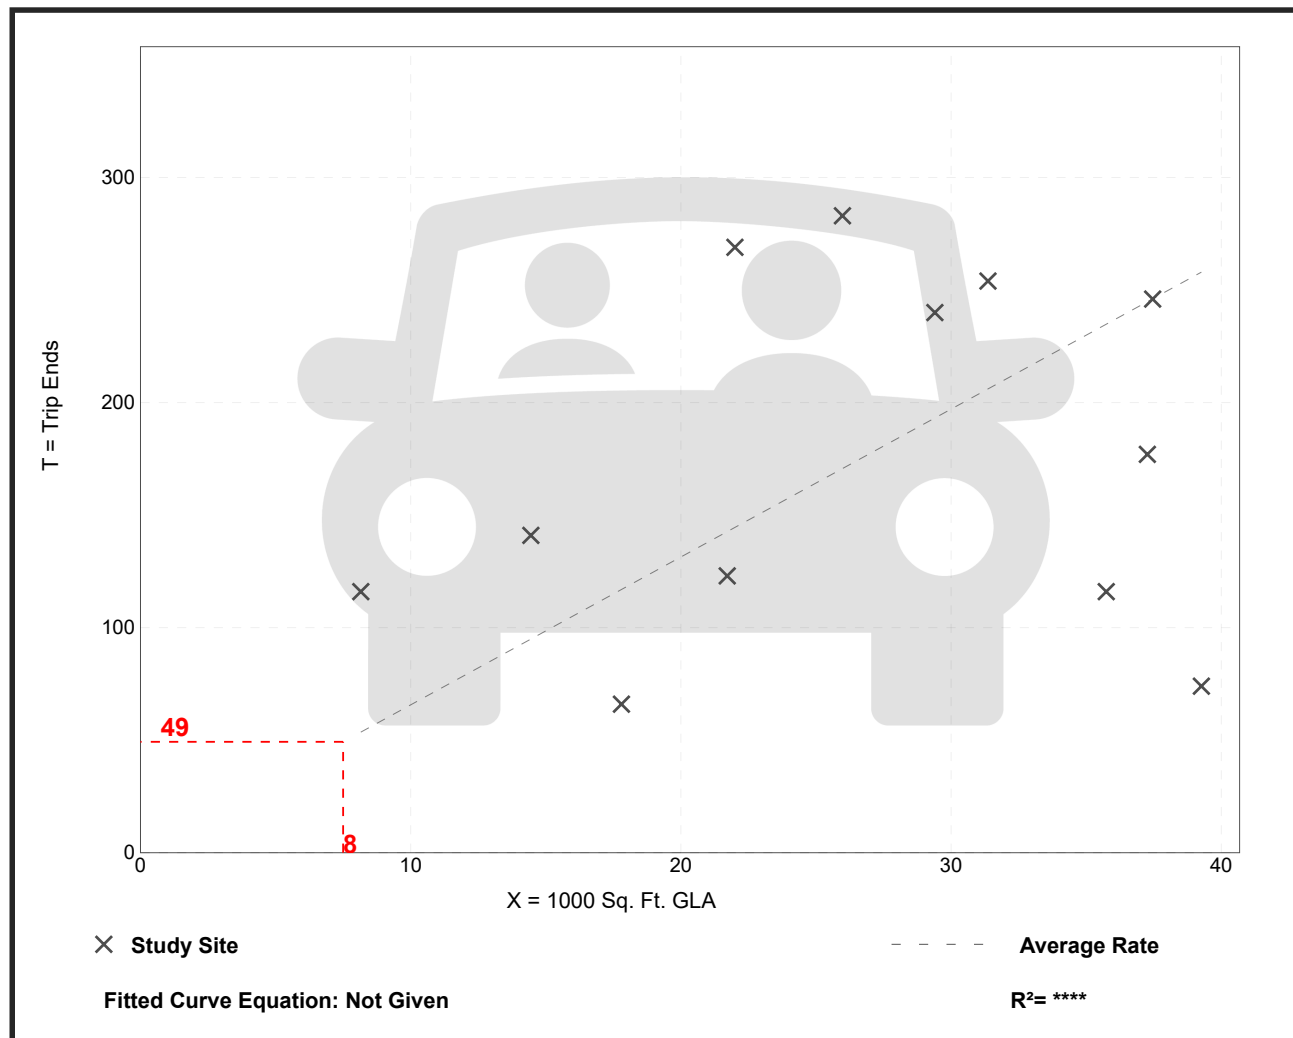 300
200
100
0
T = Trip Ends
49
8
0 10 20 30 40
X = 1000 Sq. Ft. GLA
Study Site
Average Rate
Fitted Curve Equation: Not Given
R²= ****